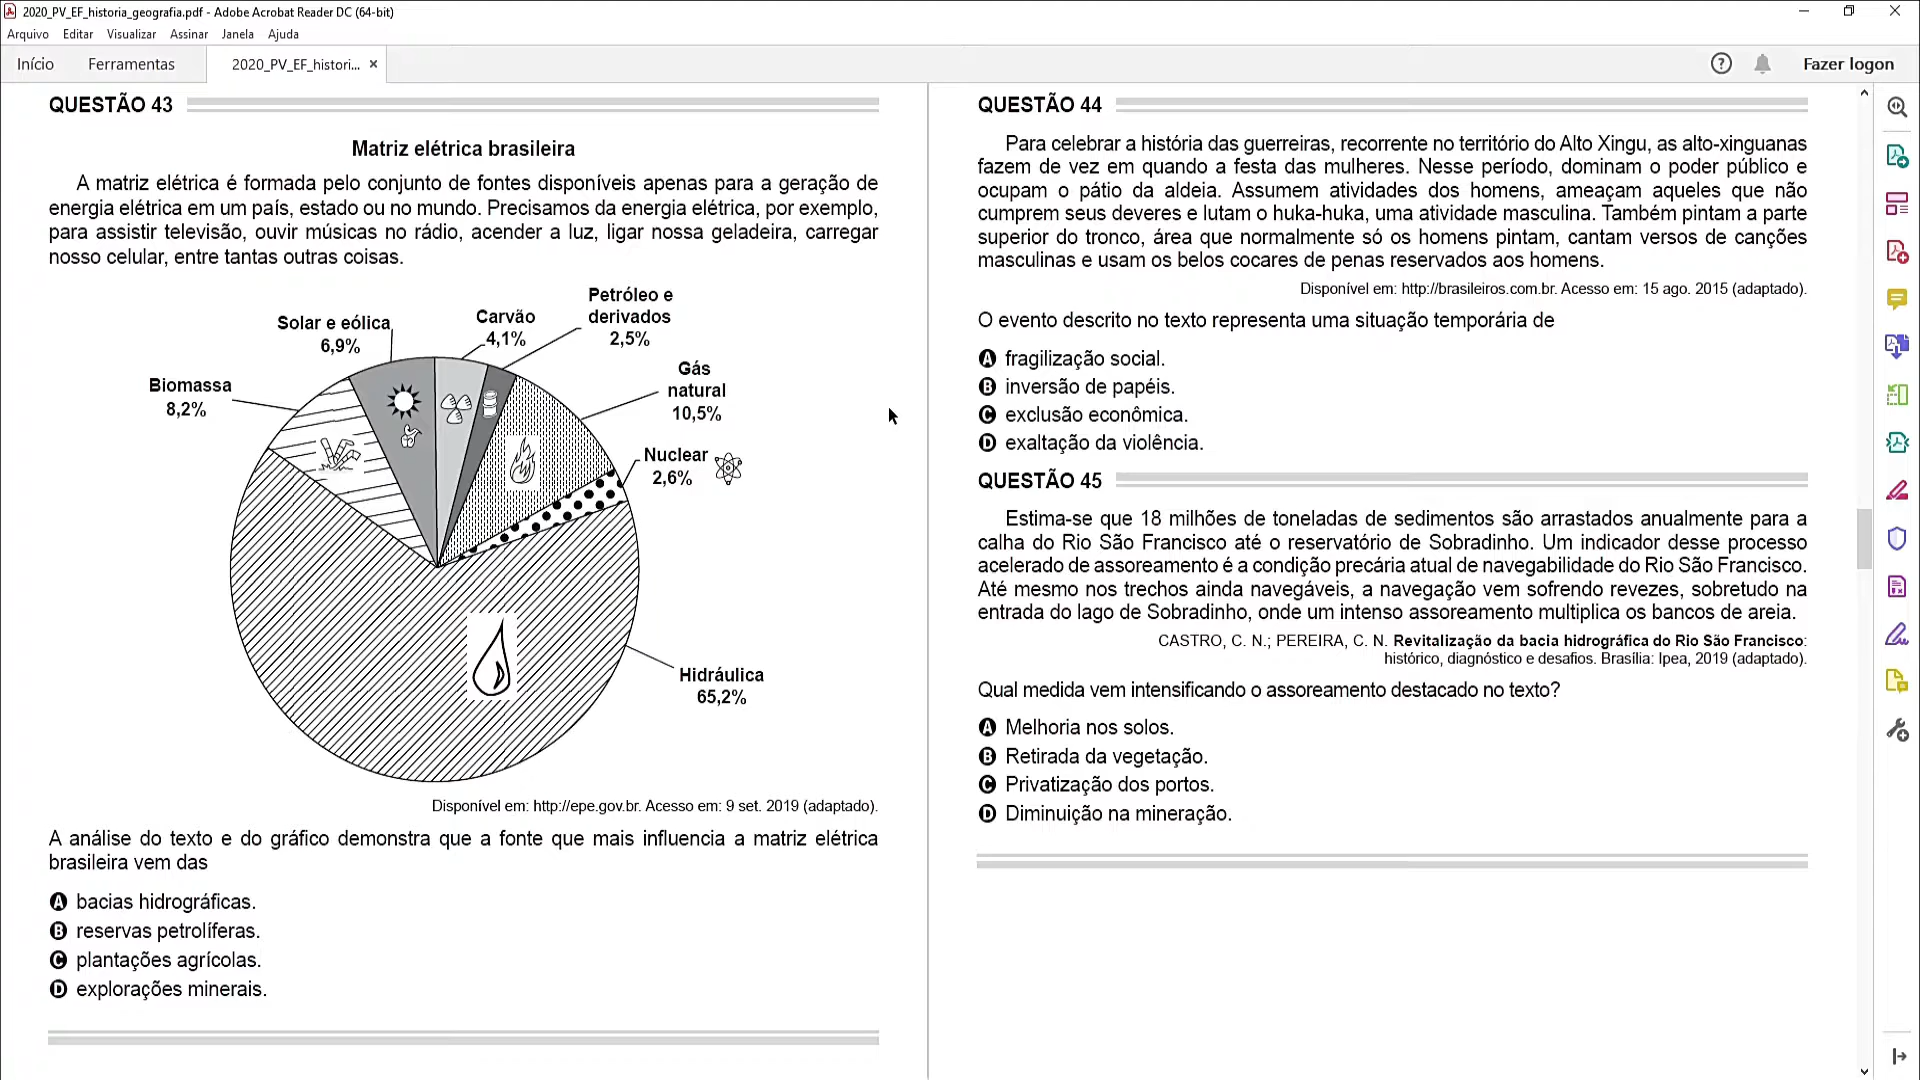 2020_PV_EF_historia_geografia.pdf - Adobe Acrobat Reader DC (64-bit)
Arquivo Editar Visualizar Assinar Janela Ajuda
Início Ferramentas 2020_PV_EF_histori... × Fazer logon
QUESTÃO 43
Matriz elétrica brasileira
A matriz elétrica é formada pelo conjunto de fontes disponíveis apenas para a geração de
energia elétrica em um país, estado ou no mundo. Precisamos da energia elétrica, por exemplo,
para assistir televisão, ouvir músicas no rádio, acender a luz, ligar nossa geladeira, carregar
nosso celular, entre tantas outras coisas.
Solar e eólica
6,9%
Carvão
4,1%
Petróleo e
derivados
2,5%
Gás
natural
10,5%
Biomassa
8,2%
Nuclear
2,6%
Hidráulica
65,2%
Disponível em: http://epe.gov.br. Acesso em: 9 set. 2019 (adaptado).
A análise do texto e do gráfico demonstra que a fonte que mais influencia a matriz elétrica
brasileira vem das
A bacias hidrográficas.
B reservas petrolíferas.
C plantações agrícolas.
D explorações minerais.
QUESTÃO 44
Para celebrar a história das guerreiras, recorrente no território do Alto Xingu, as alto-xinguanas
fazem de vez em quando a festa das mulheres. Nesse período, dominam o poder público e
ocupam o pátio da aldeia. Assumem atividades dos homens, ameaçam aqueles que não
cumprem seus deveres e lutam o huka-huka, uma atividade masculina. Também pintam a parte
superior do tronco, área que normalmente só os homens pintam, cantam versos de canções
masculinas e usam os belos cocares de penas reservados aos homens.
Disponível em: http://brasileiros.com.br. Acesso em: 15 ago. 2015 (adaptado).
O evento descrito no texto representa uma situação temporária de
A fragilização social.
B inversão de papéis.
C exclusão econômica.
D exaltação da violência.
QUESTÃO 45
Estima-se que 18 milhões de toneladas de sedimentos são arrastados anualmente para a
calha do Rio São Francisco até o reservatório de Sobradinho. Um indicador desse processo
acelerado de assoreamento é a condição precária atual de navegabilidade do Rio São Francisco.
Até mesmo nos trechos ainda navegáveis, a navegação vem sofrendo revezes, sobretudo na
entrada do lago de Sobradinho, onde um intenso assoreamento multiplica os bancos de areia.
CASTRO, C. N.; PEREIRA, C. N. Revitalização da bacia hidrográfica do Rio São Francisco:
histórico, diagnóstico e desafios. Brasília: Ipea, 2019 (adaptado).
Qual medida vem intensificando o assoreamento destacado no texto?
A Melhoria nos solos.
B Retirada da vegetação.
C Privatização dos portos.
D Diminuição na mineração.